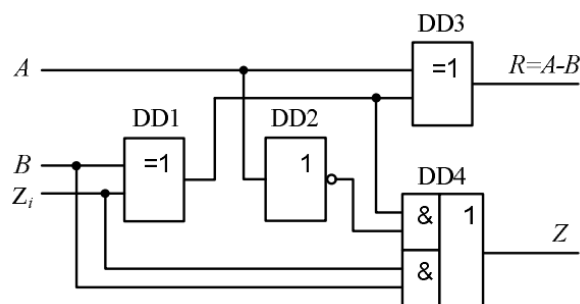 DD3
A
=1
R=A-B
DD1
DD2
B
=1
1
DD4
Zi
&
1
Z
&